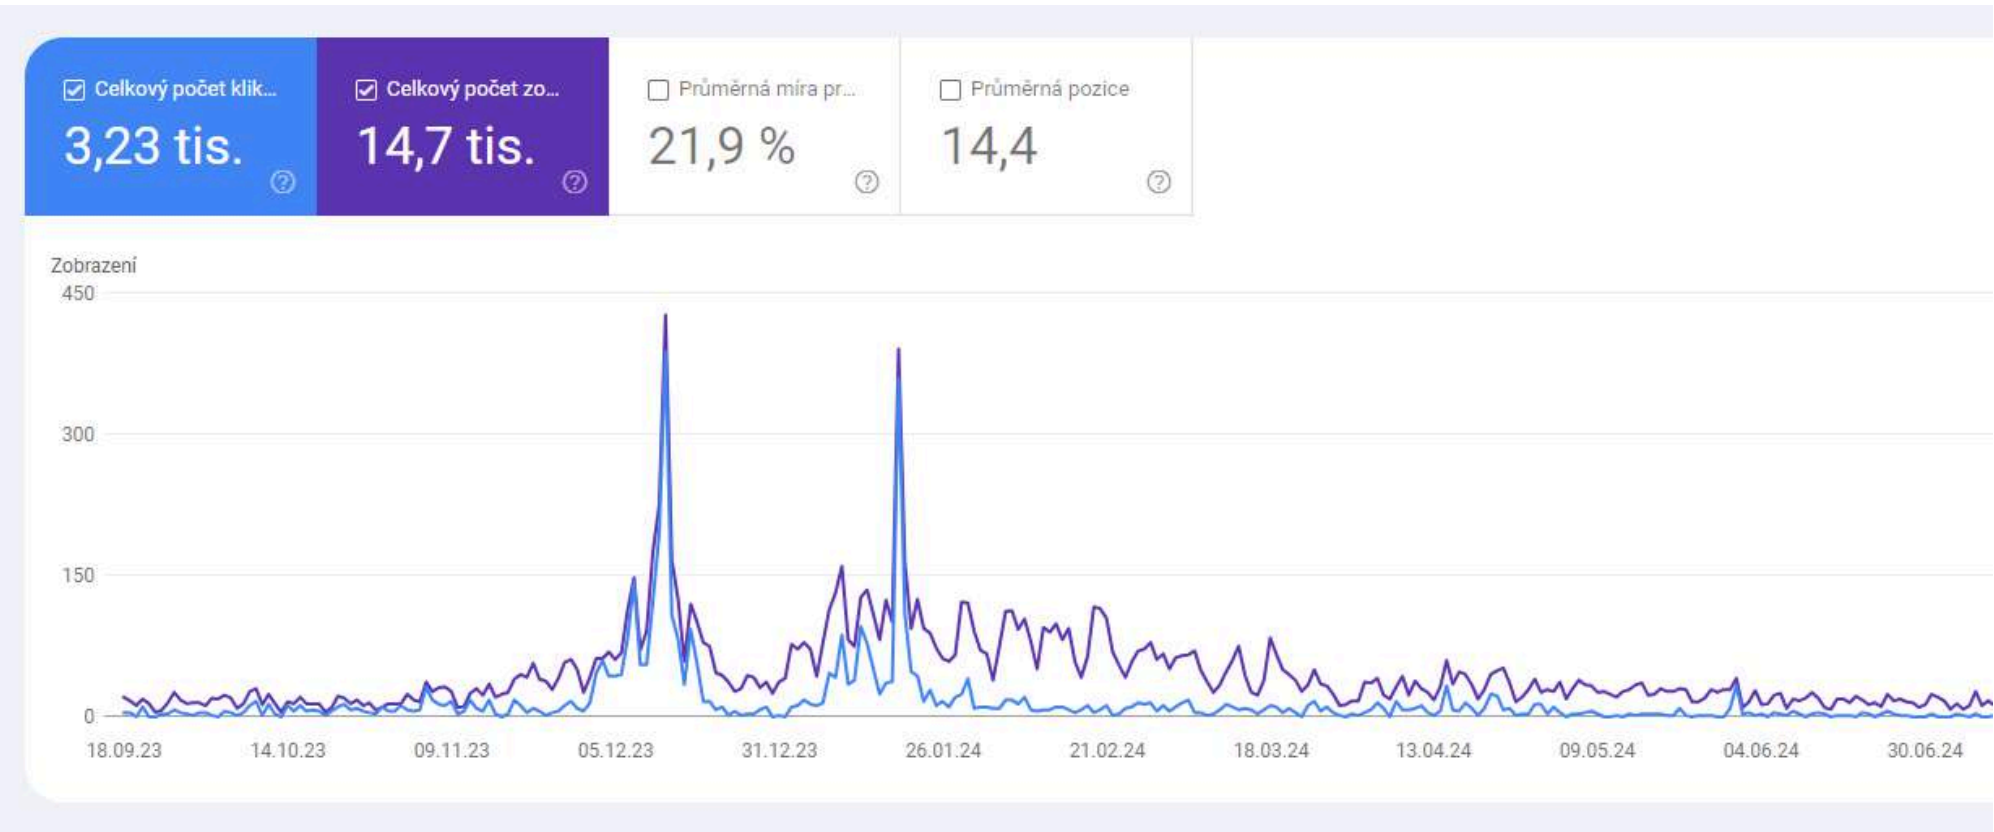 Celkový počet klik…
3,23 tis.
Celkový počet zo…
14,7 tis.
Průměrná míra pr…
21,9 %
Průměrná pozice
14,4
Zobrazení
450
300
150
0
18.09.23 14.10.23 09.11.23 05.12.23 31.12.23 26.01.24 21.02.24 18.03.24 13.04.24 09.05.24 04.06.24 30.06.24